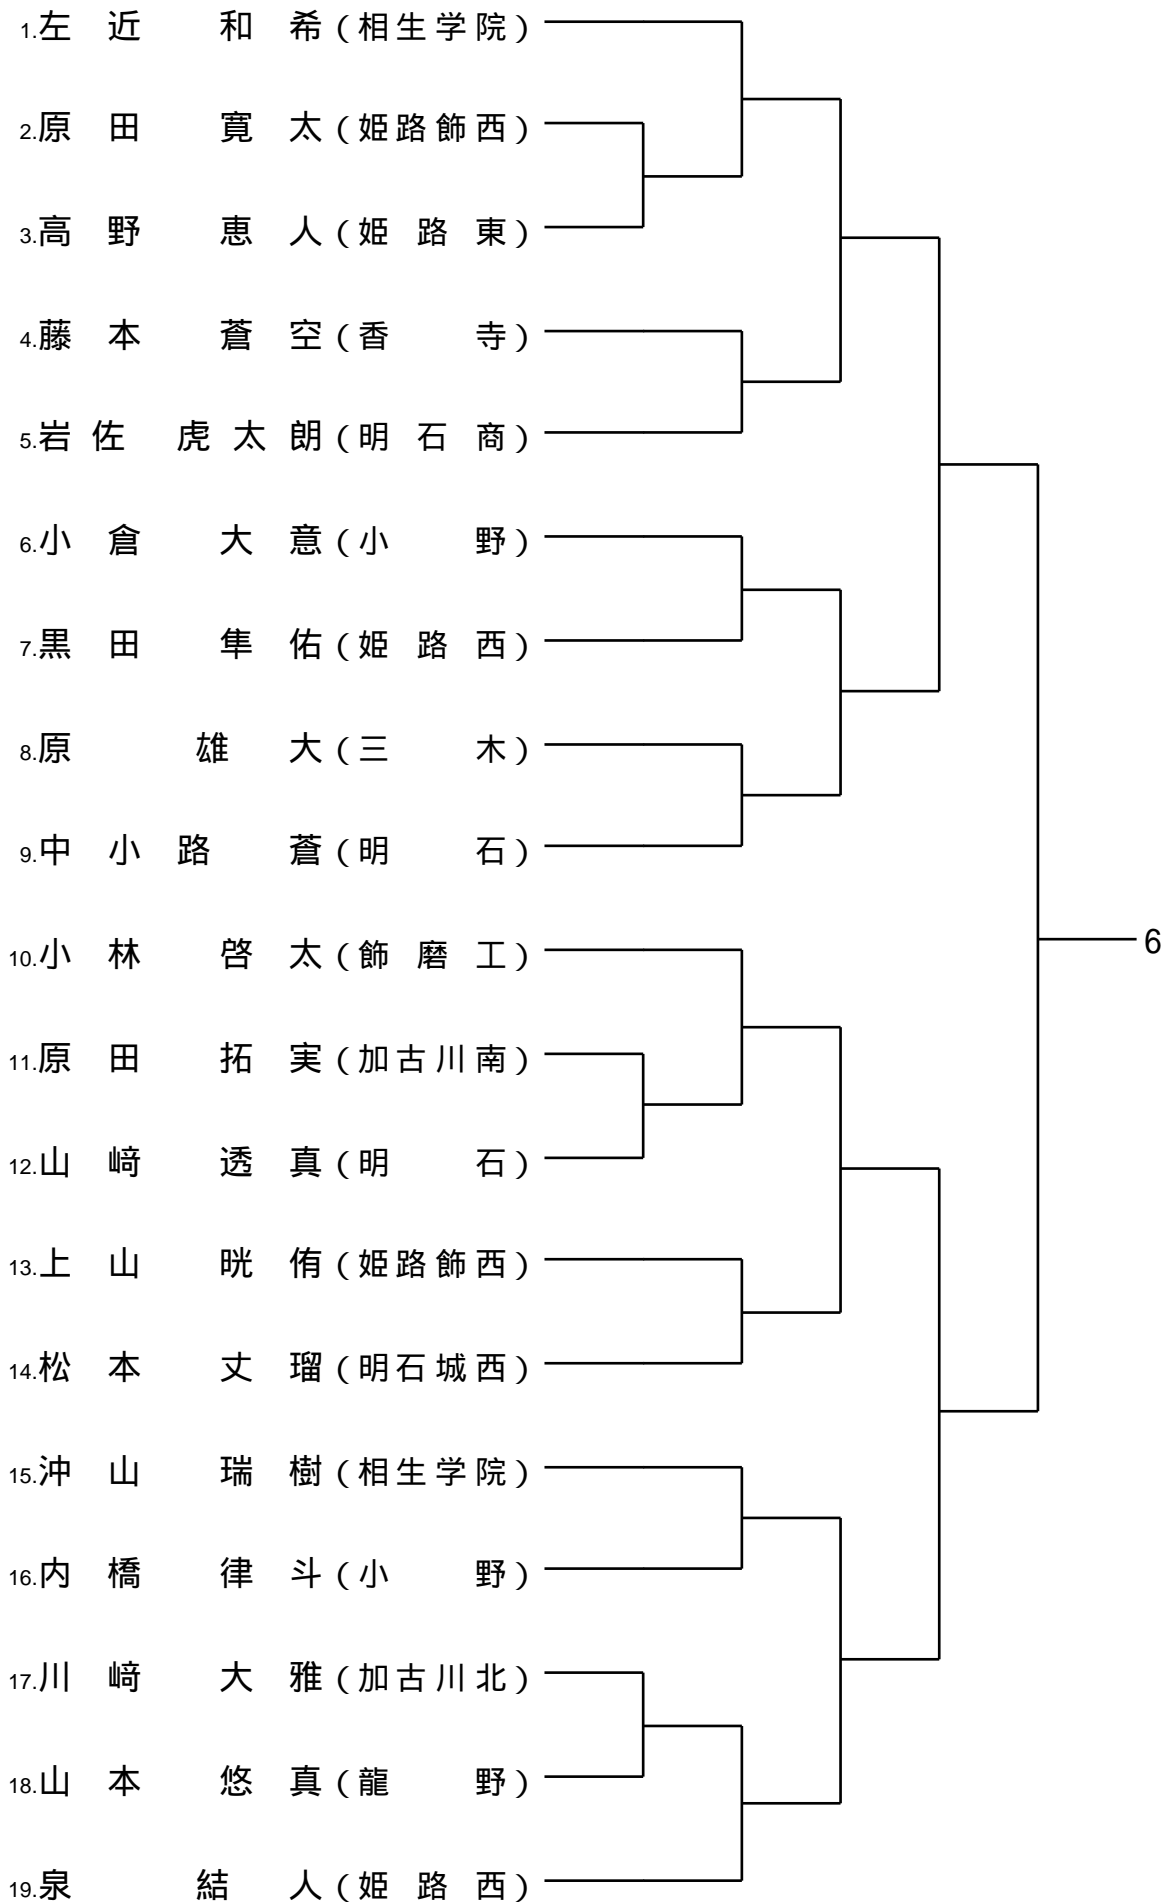 1.左近 和希(相生学院)
2.原田 寛太(姫路飾西)
3.高野 恵人(姫路東)
4.藤本 蒼空(香寺)
5.岩佐 虎太朗(明石商)
6.小倉 大意(小野)
7.黒田 隼佑(姫路西)
8.原 雄大(三木)
9.中小路 蒼(明石)
6
10.小林 啓太(飾磨工)
11.原田 拓実(加古川南)
12.山﨑 透真(明石)
13.上山 晄侑(姫路飾西)
14.松本 丈瑠(明石城西)
15.沖山 瑞樹(相生学院)
16.内橋 律斗(小野)
17.川﨑 大雅(加古川北)
18.山本 悠真(龍野)
19.泉 結人(姫路西)